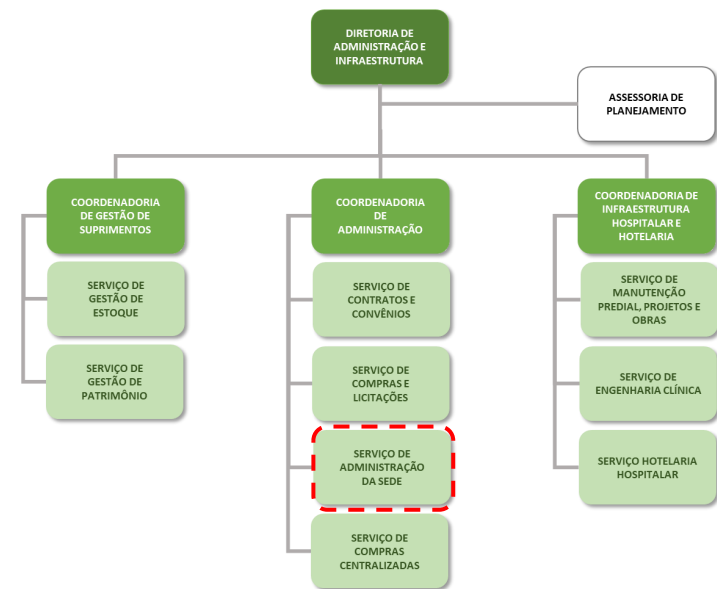 DIRETORIA DE
ADMINISTRAÇÃO E
INFRAESTRUTURA
ASSESSORIA DE
PLANEJAMENTO
COORDENADORIA
DE GESTÃO DE
SUPRIMENTOS
SERVIÇO DE
GESTÃO DE
ESTOQUE
SERVIÇO DE
GESTÃO DE
PATRIMÔNIO
COORDENADORIA
DE
ADMINISTRAÇÃO
SERVIÇO DE
CONTRATOS E
CONVÊNIOS
SERVIÇO DE
COMPRAS E
LICITAÇÕES
SERVIÇO DE
ADMINISTRAÇÃO
DA SEDE
SERVIÇO DE
COMPRAS
CENTRALIZADAS
COORDENADORIA DE
INFRAESTRUTURA
HOSPITALAR E
HOTELARIA
SERVIÇO DE
MANUTENÇÃO
PREDIAL, PROJETOS E
OBRAS
SERVIÇO DE
ENGENHARIA CLÍNICA
SERVIÇO HOTELARIA
HOSPITALAR